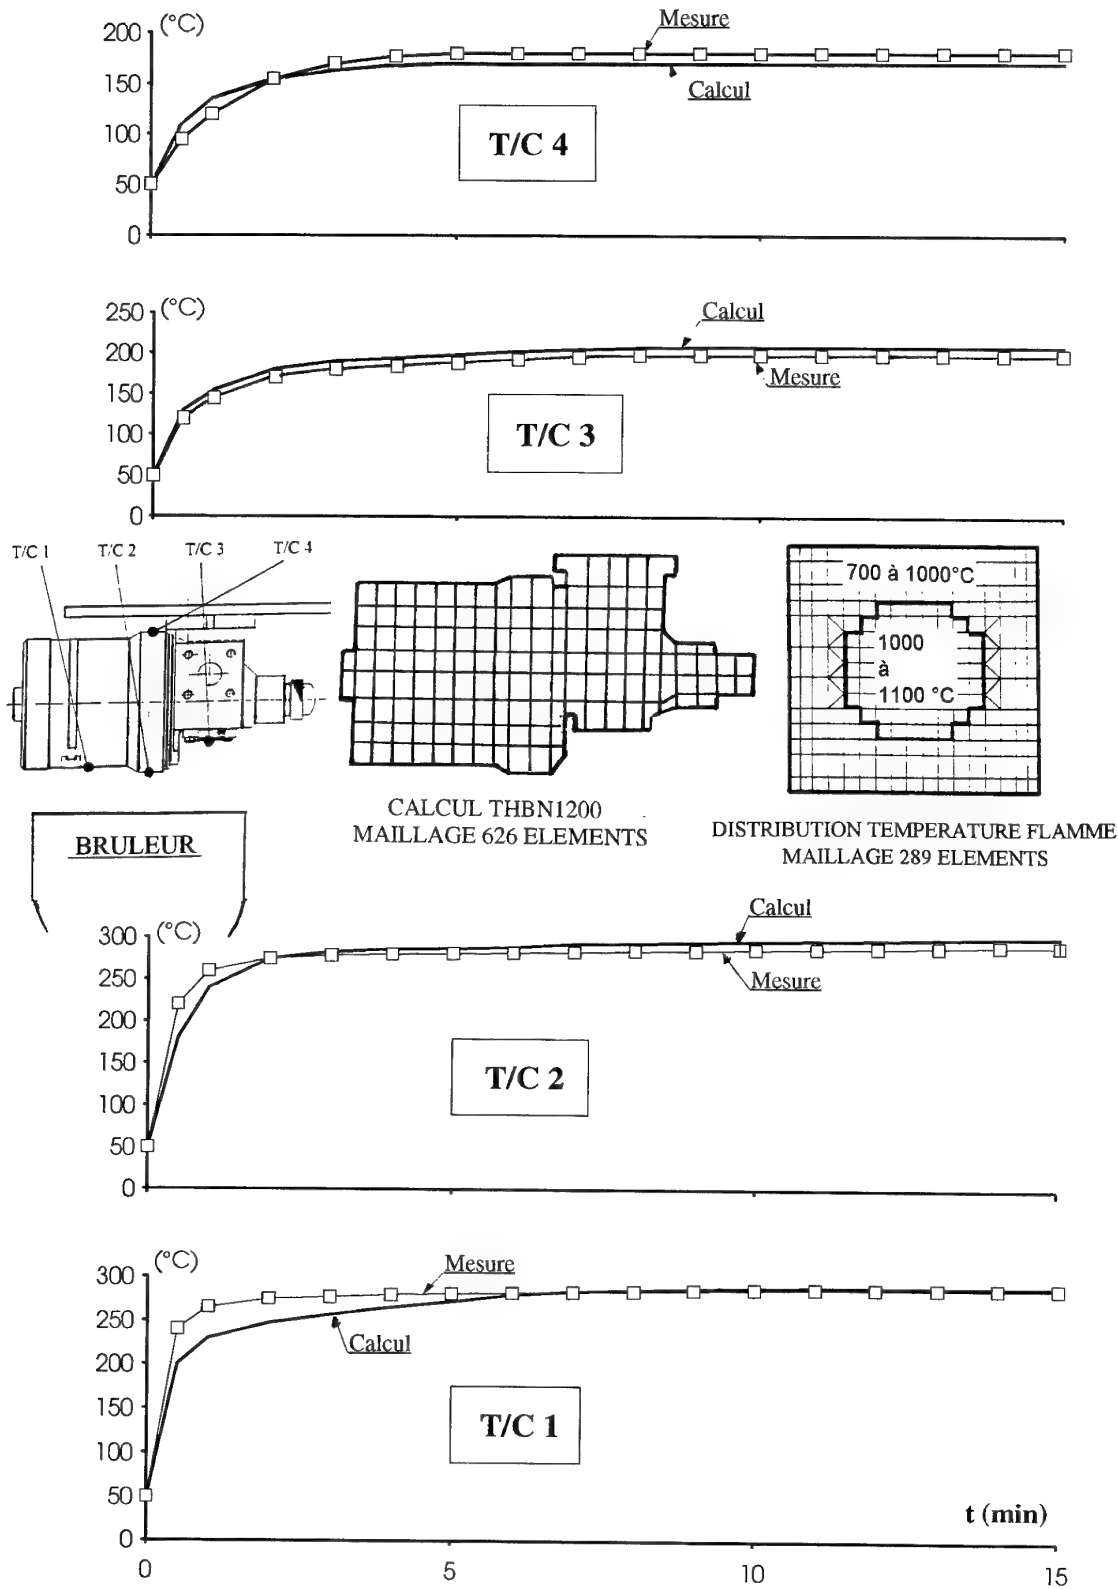 (°C)
200
150
100
50
0
Mesure
Calcul
T/C 4
(°C)
250
200
150
100
50
0
Calcul
Mesure
T/C 3
T/C 1
T/C 2
T/C 3
T/C 4
700 à 1000°C
1000
à
1100 °C
BRULEUR
CALCUL THBN1200
MAILLAGE 626 ELEMENTS
DISTRIBUTION TEMPERATURE FLAMME
MAILLAGE 289 ELEMENTS
(°C)
300
250
200
150
100
50
0
Calcul
Mesure
T/C 2
(°C)
300
250
200
150
100
50
0
Mesure
Calcul
T/C 1
t (min)
0
5
10
15